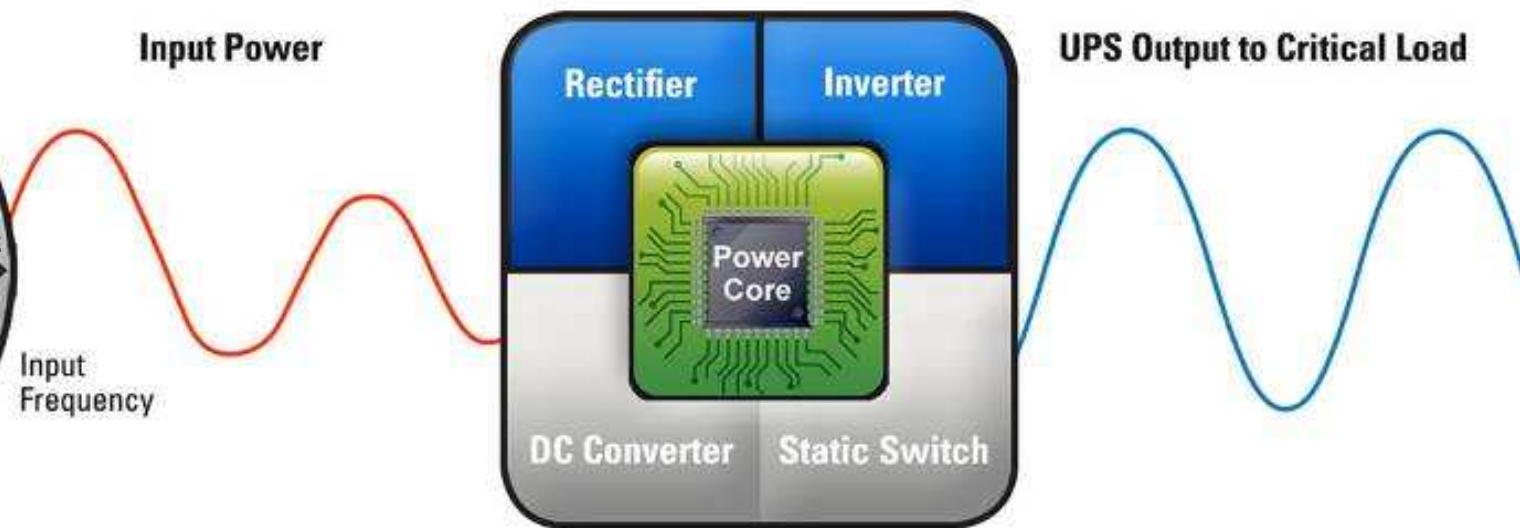 Input Power
Input
Frequency
Rectifier
Inverter
Power
Core
DC Converter
Static Switch
UPS Output to Critical Load